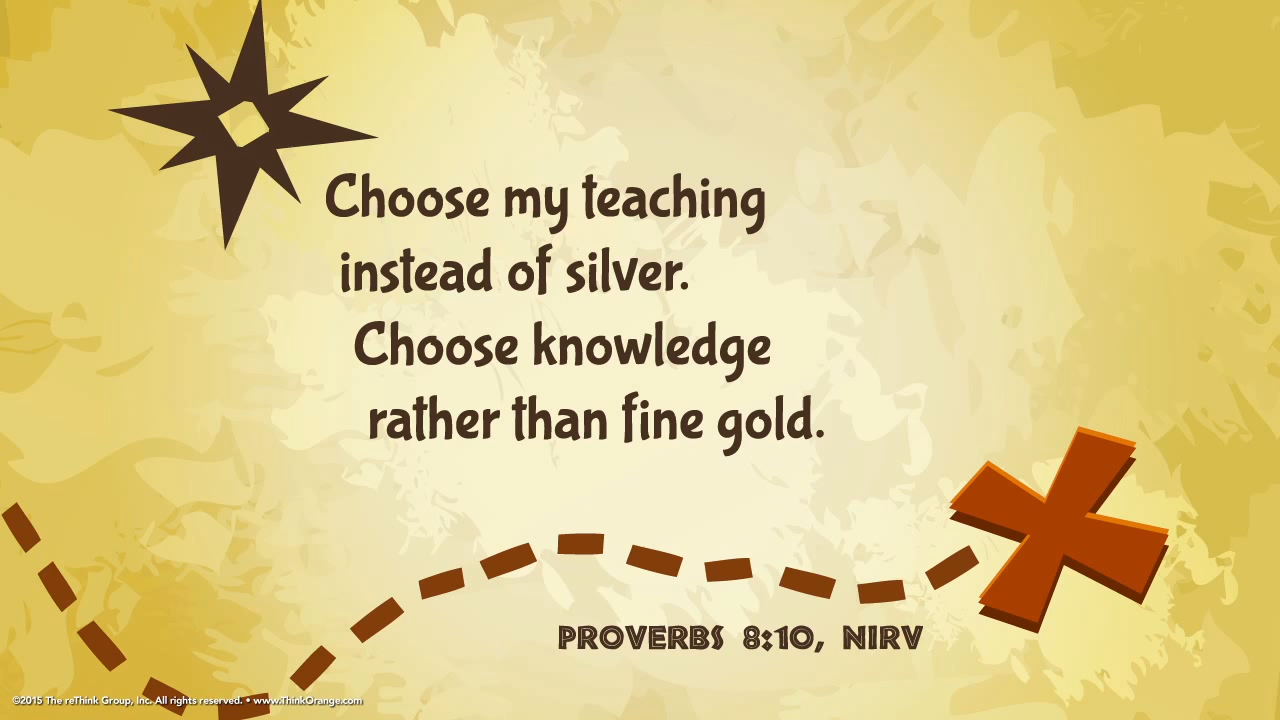 Choose my teaching
instead of silver.
Choose knowledge
rather than fine gold.
PROVERBS 8:10, NIRV
©2015 The reThink Group, Inc. All rights reserved. • www.ThinkOrange.com